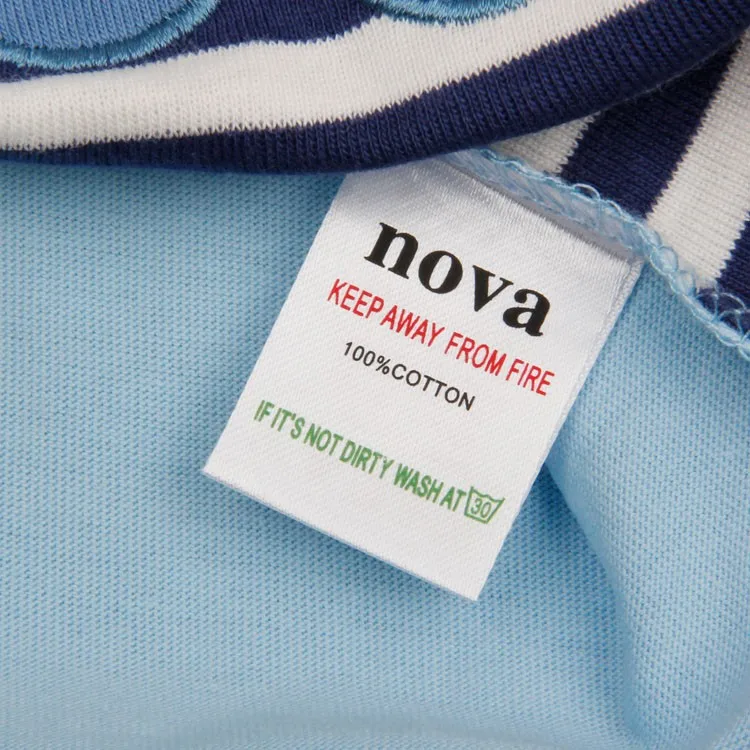 nova
KEEP AWAY FROM FIRE
100%COTTON
IF IT'S NOT DIRTY WASH AT 30